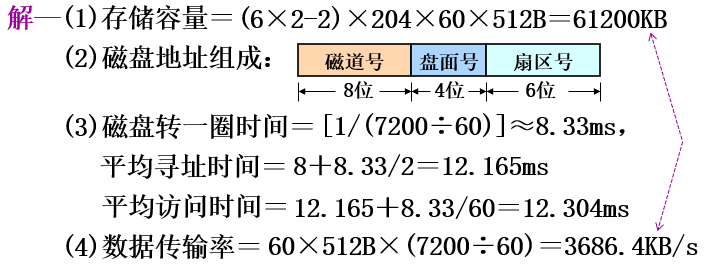 解—(1)存储容量＝(6×2-2)×204×60×512B＝61200KB
(2)磁盘地址组成：
磁道号 盘面号 扇区号
8位 4位 6位
(3)磁盘转一圈时间＝[1/(7200÷60)]≈8.33ms，
平均寻址时间＝8＋8.33/2＝12.165ms
平均访问时间＝12.165＋8.33/60＝12.304ms
(4)数据传输率＝60×512B×(7200÷60)＝3686.4KB/s